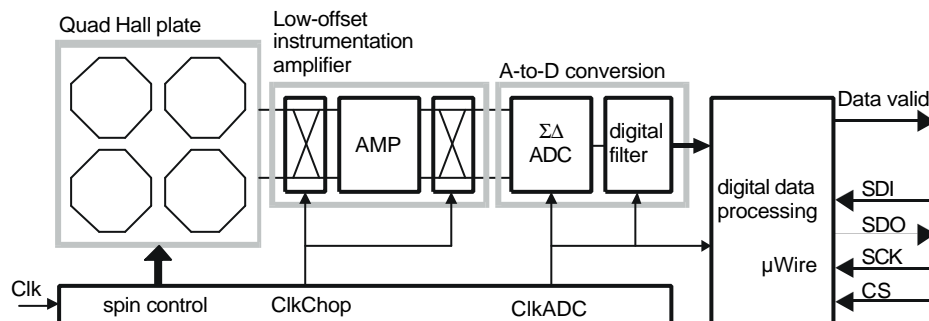 Quad Hall plate
Low-offset
instrumentation
amplifier
A-to-D conversion
AMP
ΣΔ
ADC
digital
filter
digital data
processing
µWire
Data valid
SDI
SDO
SCK
CS
Clk
spin control
ClkChop
ClkADC